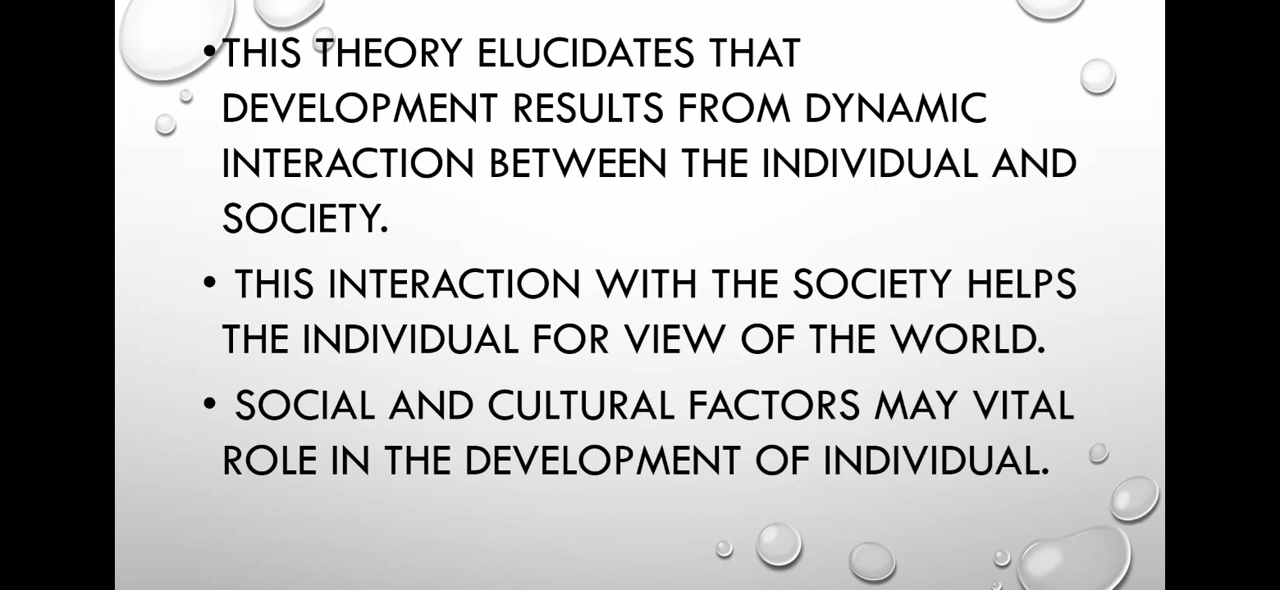 •THIS THEORY ELUCIDATES THAT
DEVELOPMENT RESULTS FROM DYNAMIC
INTERACTION BETWEEN THE INDIVIDUAL AND
SOCIETY.
• THIS INTERACTION WITH THE SOCIETY HELPS
THE INDIVIDUAL FOR VIEW OF THE WORLD.
• SOCIAL AND CULTURAL FACTORS MAY VITAL
ROLE IN THE DEVELOPMENT OF INDIVIDUAL.